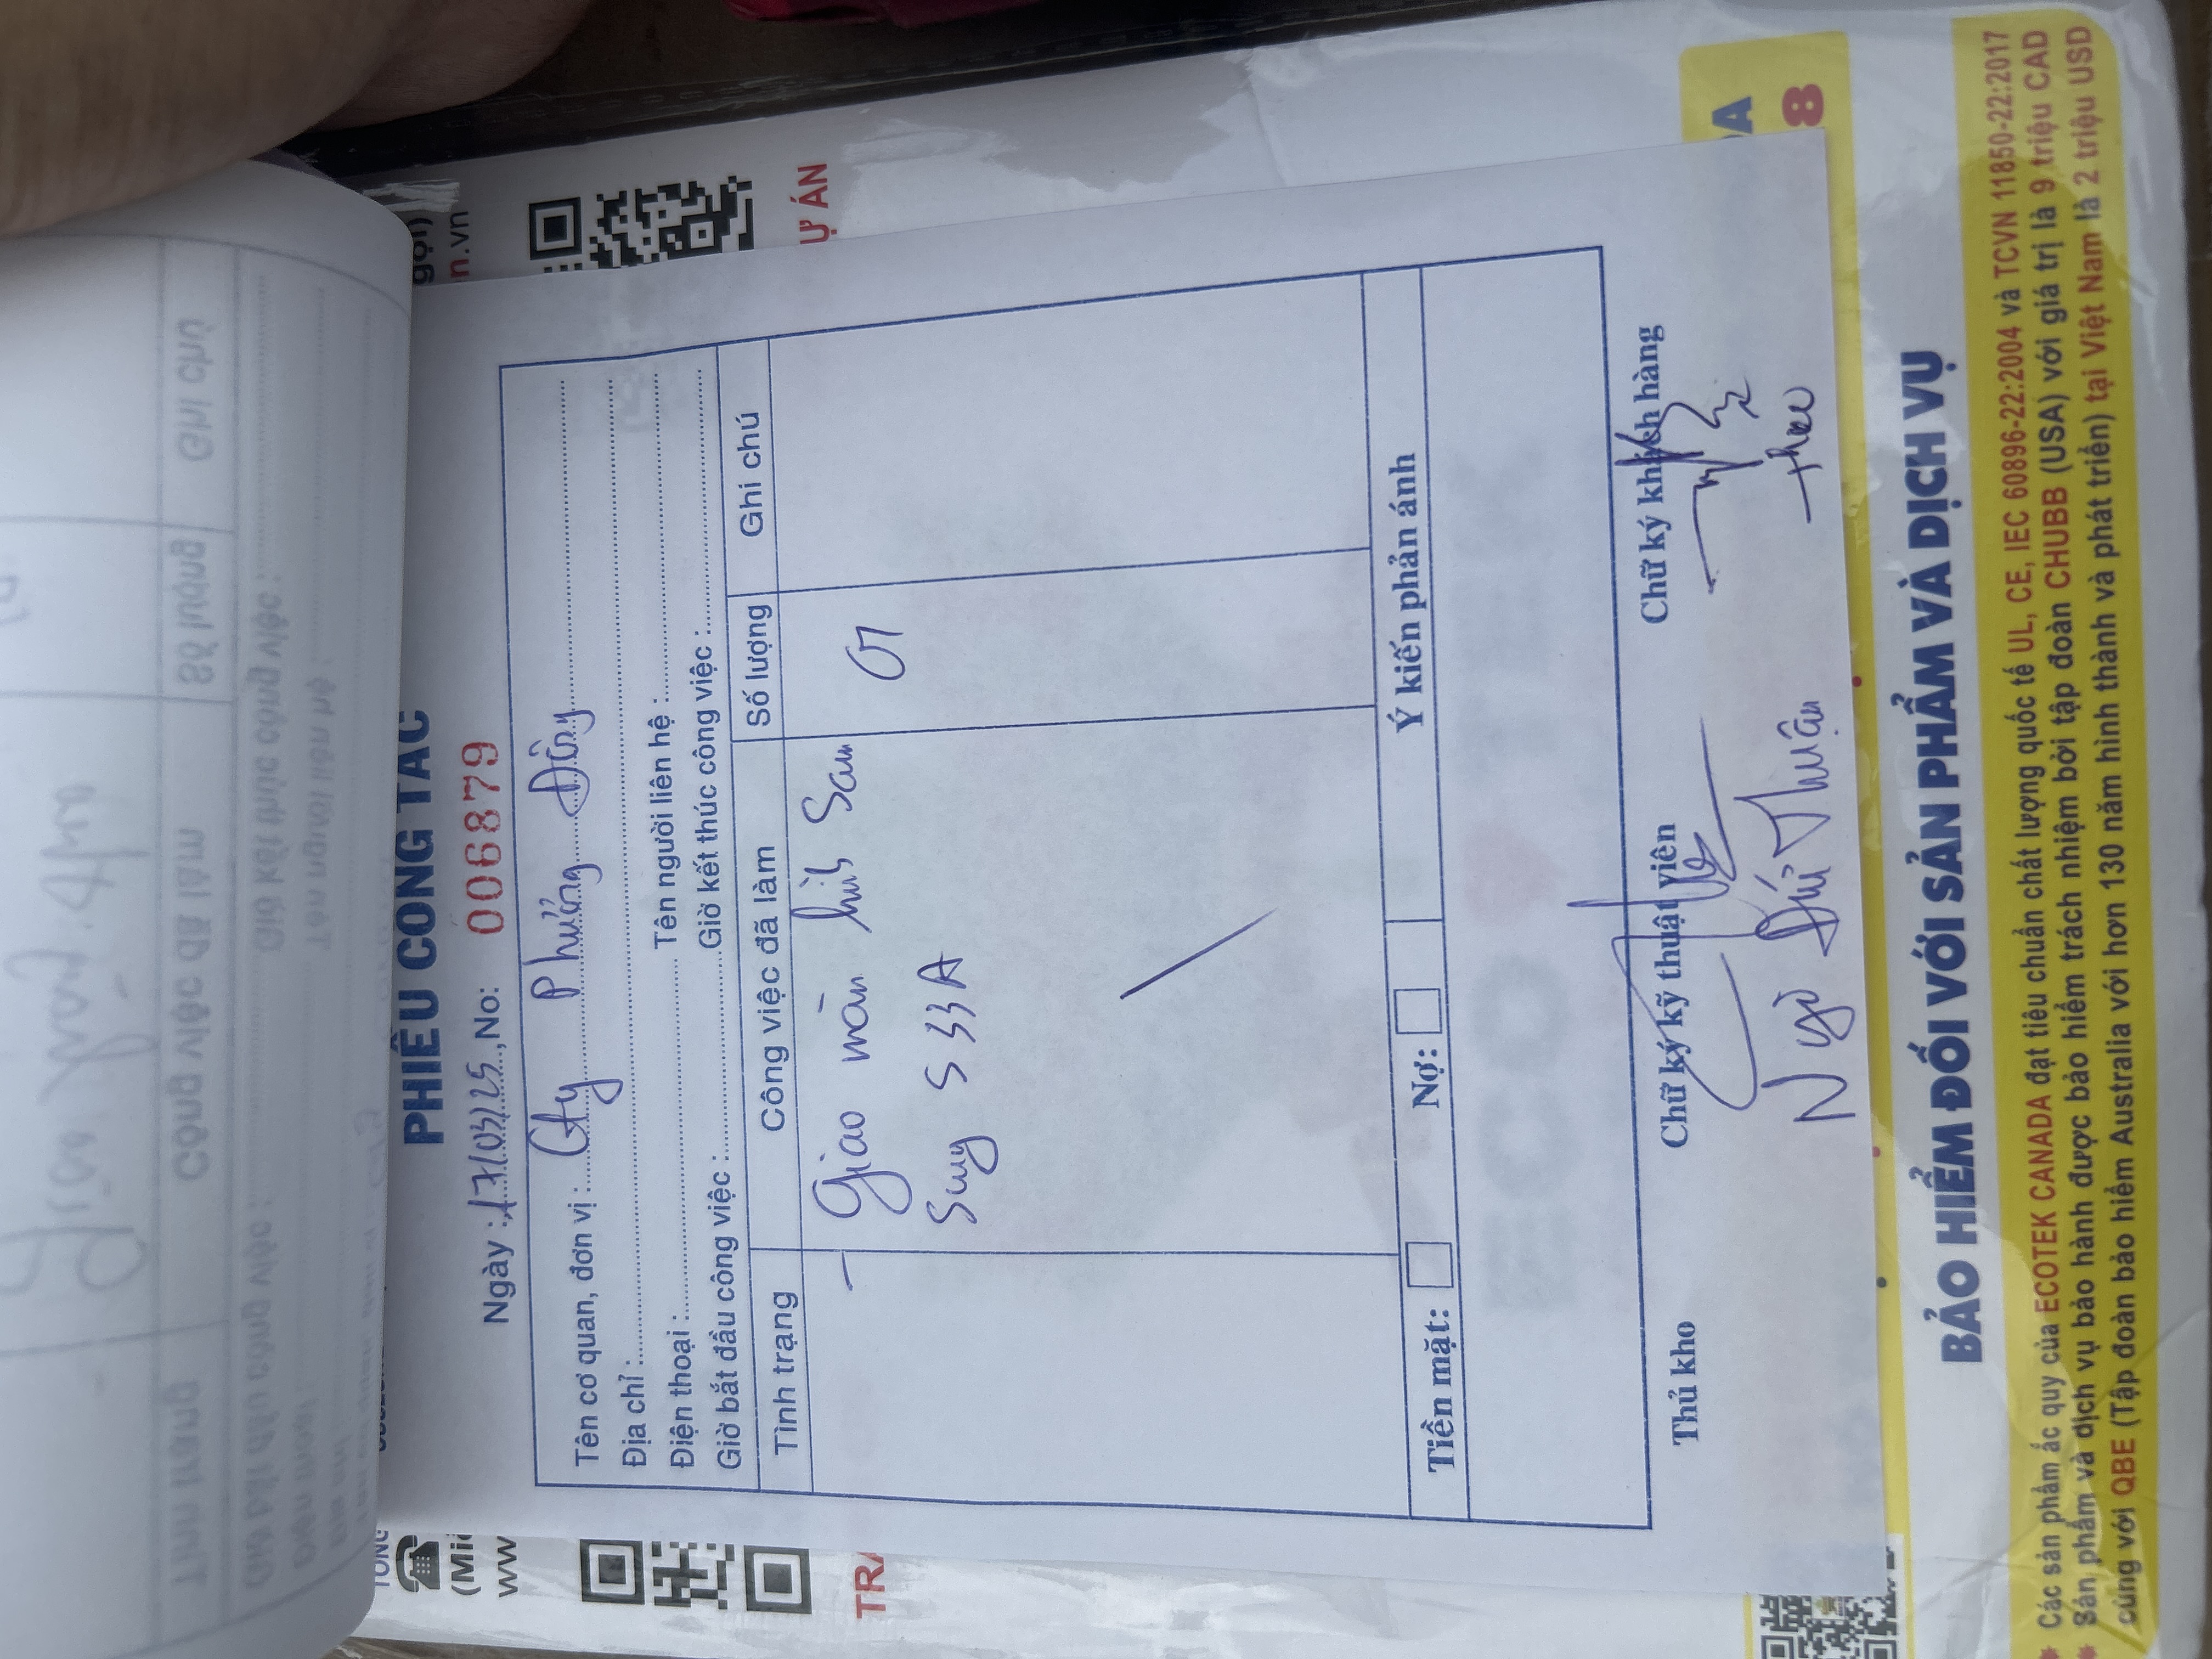 PHIẾU CÔNG TÁC
Ngày : 17/03/25, No: 006879
Tên cơ quan, đơn vị : Cty Phương Đông
Địa chỉ :
Điện thoại : Tên người liên hệ :
Giờ bắt đầu công việc : Giờ kết thúc công việc :
Tình trạng Công việc đã làm Số lượng Ghi chú
- Giao màn hình Sam 01
Sung S33A
Tiền mặt: Nợ: Ý kiến phản ánh
Thủ kho Chữ ký kỹ thuật viên Chữ ký khách hàng
Ngô Đức Thuận
BẢO HIỂM ĐỐI VỚI SẢN PHẨM VÀ DỊCH VỤ
* Các sản phẩm ắc quy của ECOTEK CANADA đạt tiêu chuẩn chất lượng quốc tế UL, CE, IEC 60896-22:2004 và TCVN 11850-22:2017
* Sản phẩm và dịch vụ bảo hành được bảo hiểm trách nhiệm bởi tập đoàn CHUBB (USA) với giá trị là 9 triệu CAD
cùng với QBE (Tập đoàn bảo hiểm Australia với hơn 130 năm hình thành và phát triển) tại Việt Nam là 2 triệu USD